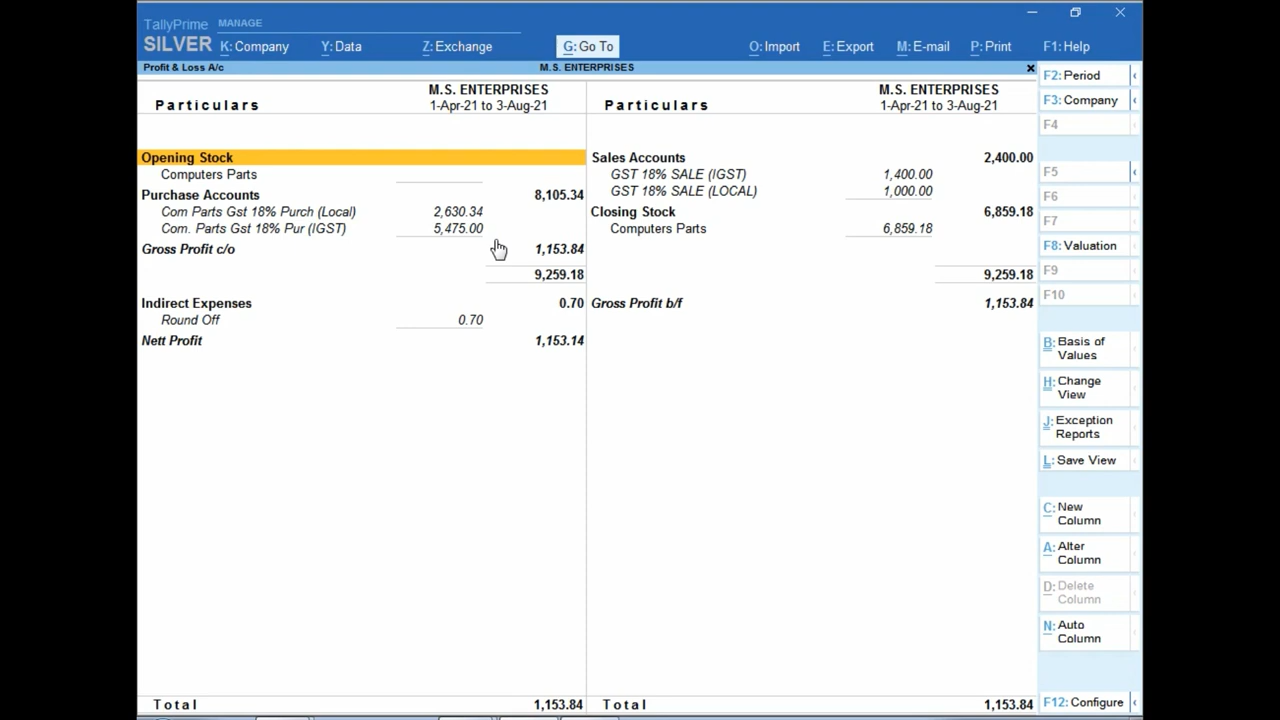 TallyPrime MANAGE
SILVER K: Company Y: Data Z: Exchange G: Go To O: Import E: Export M: E-mail P: Print F1: Help
Profit & Loss A/c M.S. ENTERPRISES x
Particulars M.S. ENTERPRISES Particulars M.S. ENTERPRISES
1-Apr-21 to 3-Aug-21 1-Apr-21 to 3-Aug-21
Opening Stock
Computers Parts
Purchase Accounts 8,105.34
Com Parts Gst 18% Purch (Local) 2,630.34
Com. Parts Gst 18% Pur (IGST) 5,475.00
Gross Profit c/o 1,153.84
9,259.18
Indirect Expenses 0.70
Round Off 0.70
Nett Profit 1,153.14
Sales Accounts 2,400.00
GST 18% SALE (IGST) 1,400.00
GST 18% SALE (LOCAL) 1,000.00
Closing Stock 6,859.18
Computers Parts 6,859.18
9,259.18
Gross Profit b/f 1,153.84
Total 1,153.84 Total 1,153.84
F2: Period
F3: Company
F4
F5
F6
F7
F8: Valuation
F9
F10
B: Basis of
Values
H: Change
View
J: Exception
Reports
L: Save View
C: New
Column
A: Alter
Column
D: Delete
Column
N: Auto
Column
F12: Configure